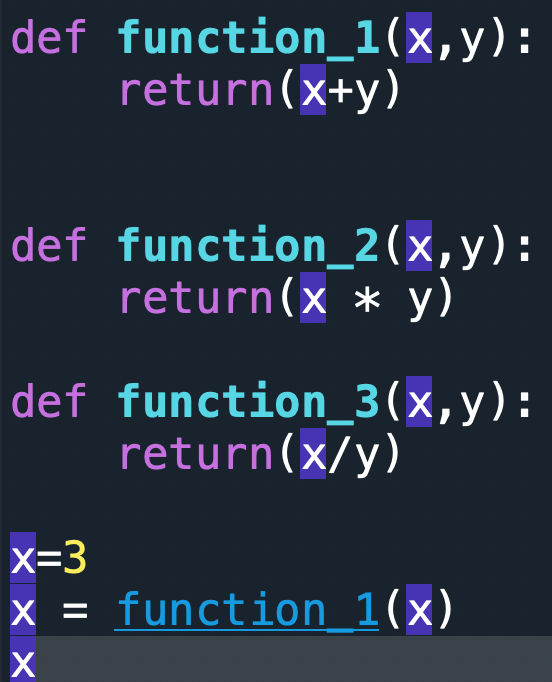 def function_1(x,y):
    return(x+y)
def function_2(x,y):
    return(x * y)
def function_3(x,y):
    return(x/y)
x=3
x = function_1(x)
x